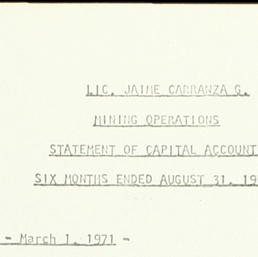 LIC. JAIME CARRANZA G.
MINING OPERATIONS
STATEMENT OF CAPITAL ACCOUNT
SIX MONTHS ENDED AUGUST 31, 19
- March 1, 1971 -